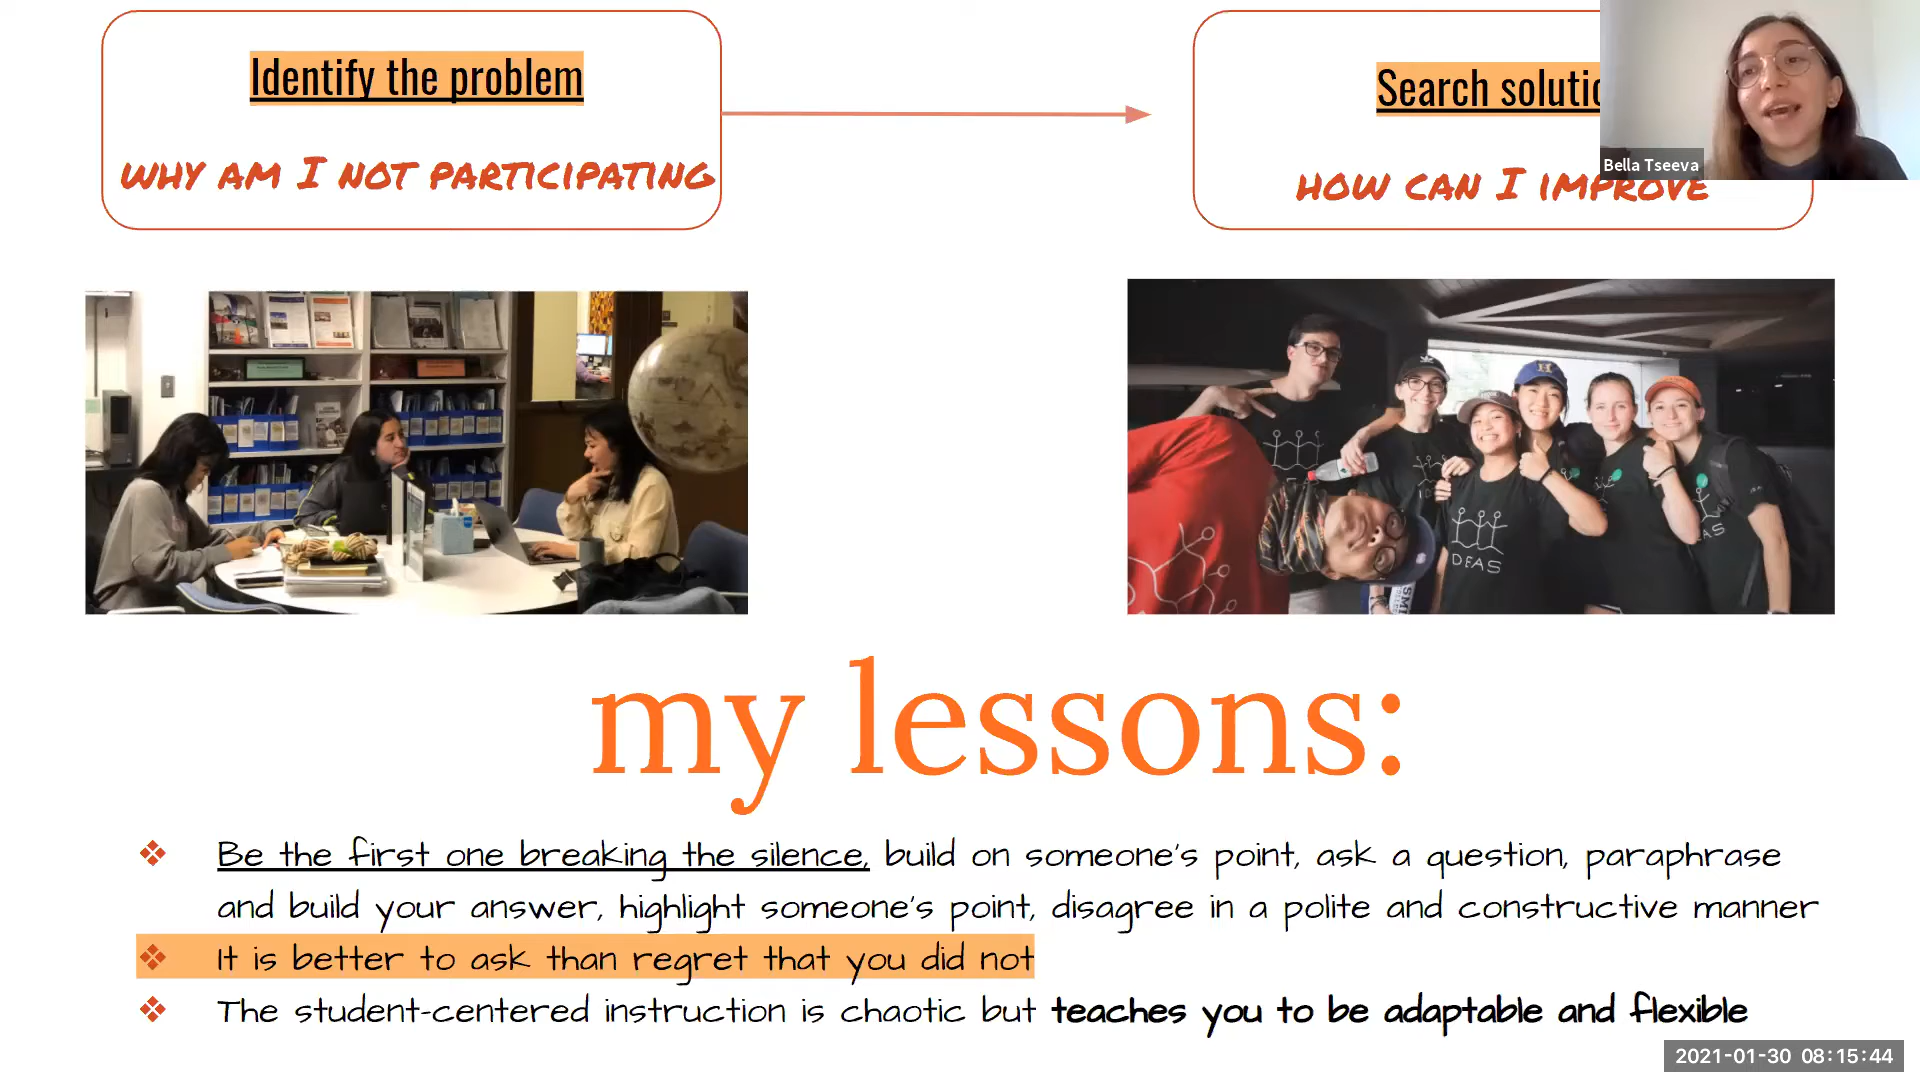 Identify the problem
WHY AM I NOT PARTICIPATING
Search solutio
HOW CAN I IMPROVE
Bella Tseeva
DEAS
my lessons:
❖ Be the first one breaking the silence, build on someone's point, ask a question, paraphrase
and build your answer, highlight someone's point, disagree in a polite and constructive manner
❖ It is better to ask than regret that you did not
❖ The student-centered instruction is chaotic but teaches you to be adaptable and flexible
2021-01-30 08:15:44